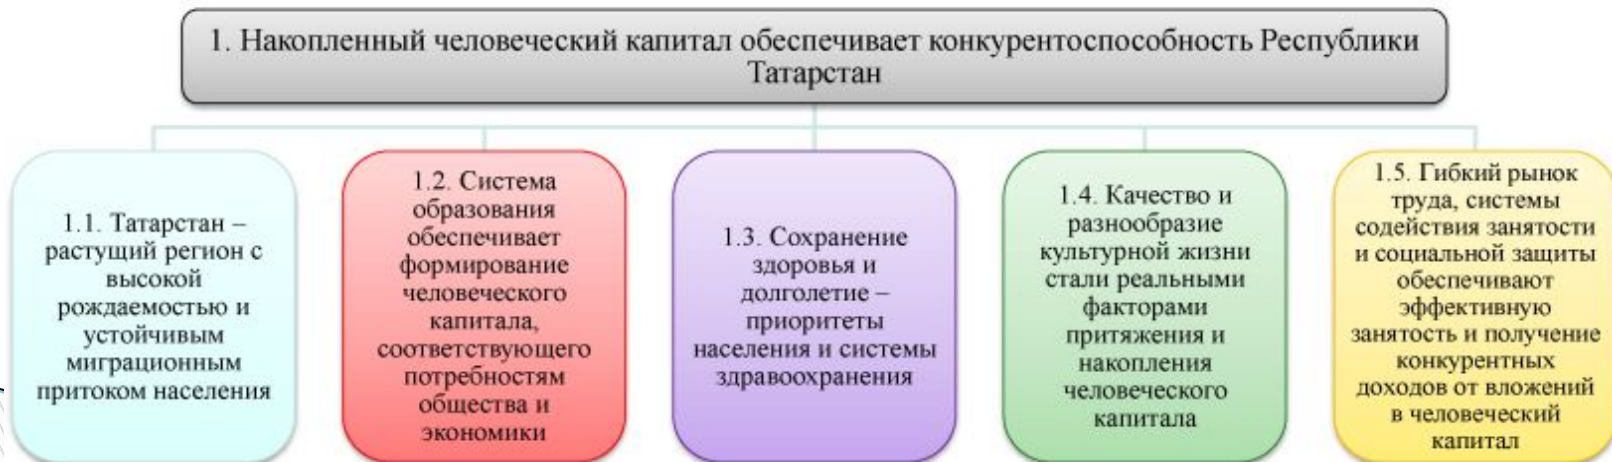 1. Накопленный человеческий капитал обеспечивает конкурентоспособность Республики
Татарстан
1.1. Татарстан –
растущий регион с
высокой
рождаемостью и
устойчивым
миграционным
притоком населения
1.2. Система
образования
обеспечивает
формирование
человеческого
капитала,
соответствующего
потребностям
общества и
экономики
1.3. Сохранение
здоровья и
долголетие –
приоритеты
населения и системы
здравоохранения
1.4. Качество и
разнообразие
культурной жизни
стали реальными
факторами
притяжения и
накопления
человеческого
капитала
1.5. Гибкий рынок
труда, системы
содействия занятости
и социальной защиты
обеспечивают
эффективную
занятость и получение
конкурентных
доходов от вложений
в человеческий
капитал